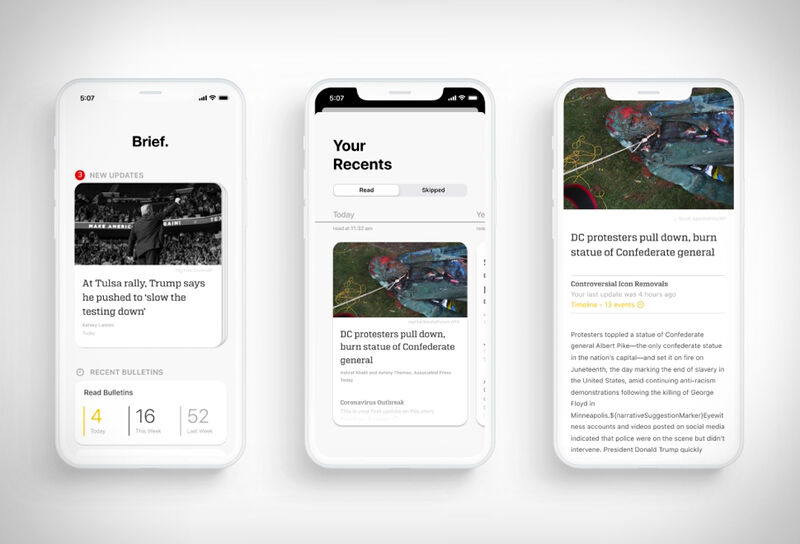 5:07
Brief.
3 NEW UPDATES
MAKE AMERIC AGAIN! TEX
At Tulsa rally, Trump says
he pushed to ‘slow the
testing down’
Kelsey
Today
RECENT BULLETINS
Read Bulletins
4
Today
16
This Week
52
Last Week
5:07
Your
Recents
Read
Skipped
Today
read at 11:32 am
Ye
DC protesters pull down,
burn statue of Confederate
general
Ashraf Khalil and Ashley Thomas, Associated Press
Today
Coronavirus Outbreak
This is your first update on this story
DC protesters pull down, burn
statue of Confederate general
Controversial Icon Removals
Your last update was 4 hours ago
Timeline - 13 events
Protesters toppled a statue of Confederate
general Albert Pike—the only confederate statue
in the nation's capital—and set it on fire on
Juneteenth, the day marking the end of slavery in
the United States, amid continuing anti-racism
demonstrations following the killing of George
Floyd in
Minneapolis,${narrativeSuggestionMarker}Eyewit
ness accounts and videos posted on social media
indicated that police were on the scene but didn't
intervene. President Donald Trump quickly